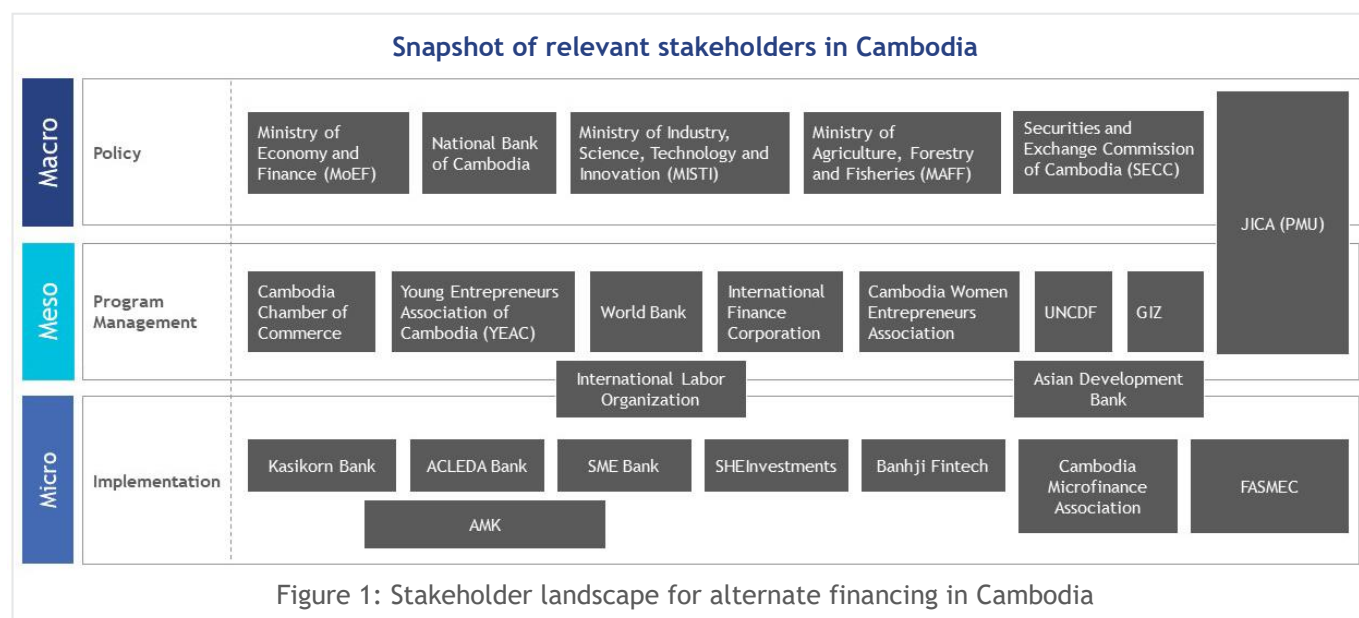 Snapshot of relevant stakeholders in Cambodia
Macro
Policy
Ministry of
Economy and
Finance (MoEF)
National Bank
of Cambodia
Ministry of Industry,
Science, Technology and
Innovation (MISTI)
Ministry of
Agriculture, Forestry
and Fisheries (MAFF)
Securities and
Exchange Commission
of Cambodia (SECC)
JICA (PMU)
Meso
Program
Management
Cambodia
Chamber of
Commerce
Young Entrepreneurs
Association of
Cambodia (YEAC)
World Bank
International
Finance
Corporation
Cambodia Women
Entrepreneurs
Association
UNCDF
GIZ
International Labor
Organization
Asian Development
Bank
Micro
Implementation
Kasikorn Bank
ACLEDA Bank
SME Bank
SHEInvestments
Banhji Fintech
Cambodia
Microfinance
Association
FASMEC
AMK
Figure 1: Stakeholder landscape for alternate financing in Cambodia